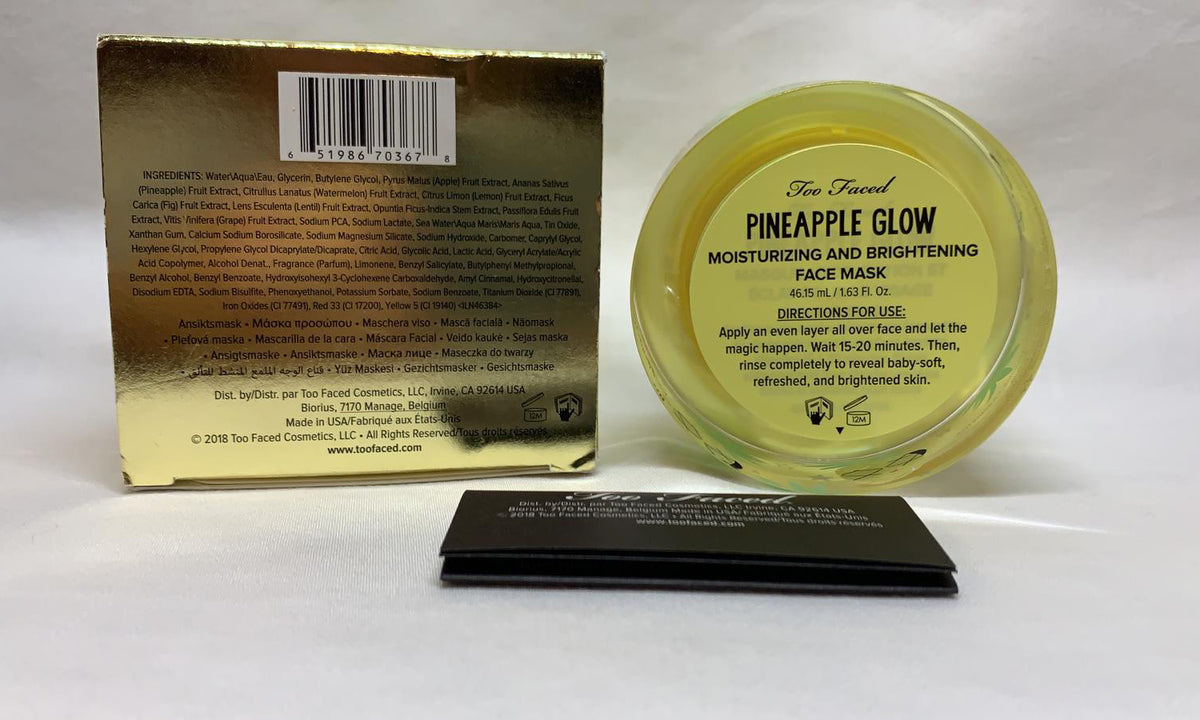 6 51986 70367 8
INGREDIENTS: Water\Aqua\Eau, Glycerin, Butylene Glycol, Pyrus Malus (Apple) Fruit Extract, Ananas Sativus
(Pineapple) Fruit Extract, Citrullus Lanatus (Watermelon) Fruit Extract, Citrus Limon (Lemon) Fruit Extract, Ficus
Carica (Fig) Fruit Extract, Lens Esculenta (Lentil) Fruit Extract, Opuntia Ficus-Indica Stem Extract, Passiflora Edulis Fruit
Extract, Vitis Vinifera (Grape) Fruit Extract, Sodium PCA, Sodium Lactate, Sea Water\Aqua Maris\Maris Aqua, Tin Oxide,
Xanthan Gum, Calcium Sodium Borosilicate, Sodium Magnesium Silicate, Sodium Hydroxide, Carbomer, Caprylyl Glycol,
Hexylene Glycol, Propylene Glycol Dicaprylate/Dicaprate, Citric Acid, Glycolic Acid, Lactic Acid, Glyceryl Acrylate/Acrylic
Acid Copolymer, Alcohol Denat., Fragrance (Parfum), Limonene, Benzyl Salicylate, Butylphenyl Methylpropional,
Benzyl Alcohol, Benzyl Benzoate, Hydroxyisohexyl 3-Cyclohexene Carboxaldehyde, Amyl Cinnamal, Hydroxycitronellal,
Disodium EDTA, Sodium Bisulfite, Phenoxyethanol, Potassium Sorbate, Sodium Benzoate, Titanium Dioxide (CI 77891),
Iron Oxides (CI 77491), Red 33 (CI 17200), Yellow 5 (CI 19140) <ILN46384>
Ansiktsmask • Μάσκα προσώπου • Maschera viso • Mască facială • Näomask
• Pleťová maska • Mascarilla de la cara • Máscara Facial • Veido kaukė • Sejas maska
• Ansigtsmaske • Ansiktsmaske • Маска лице • Maseczka do twarzy
• قناع الوجه الملمع المنشط للتألق • Yüz Maskesi • Gezichtsmasker • Gesichtsmaske
Dist. by/Distr. par Too Faced Cosmetics, LLC, Irvine, CA 92614 USA
Biorius, 7170 Manage, Belgium
Made in USA/Fabriqué aux États-Unis
12M
© 2018 Too Faced Cosmetics, LLC • All Rights Reserved/Tous droits réservés
www.toofaced.com
Too Faced
PINEAPPLE GLOW
MOISTURIZING AND BRIGHTENING
FACE MASK
46.15 mL / 1.63 Fl. Oz.
DIRECTIONS FOR USE:
Apply an even layer all over face and let the
magic happen. Wait 15-20 minutes. Then,
rinse completely to reveal baby-soft,
refreshed, and brightened skin.
12M
Too Faced
Dist. by/Distr. par Too Faced Cosmetics, LLC Irvine, CA 92614 USA
Biorius, 7170 Manage, Belgium Made in USA/ Fabriqué aux États-Unis
© 2018 Too Faced Cosmetics, LLC • All Rights Reserved/Tous droits réservés
www.toofaced.com